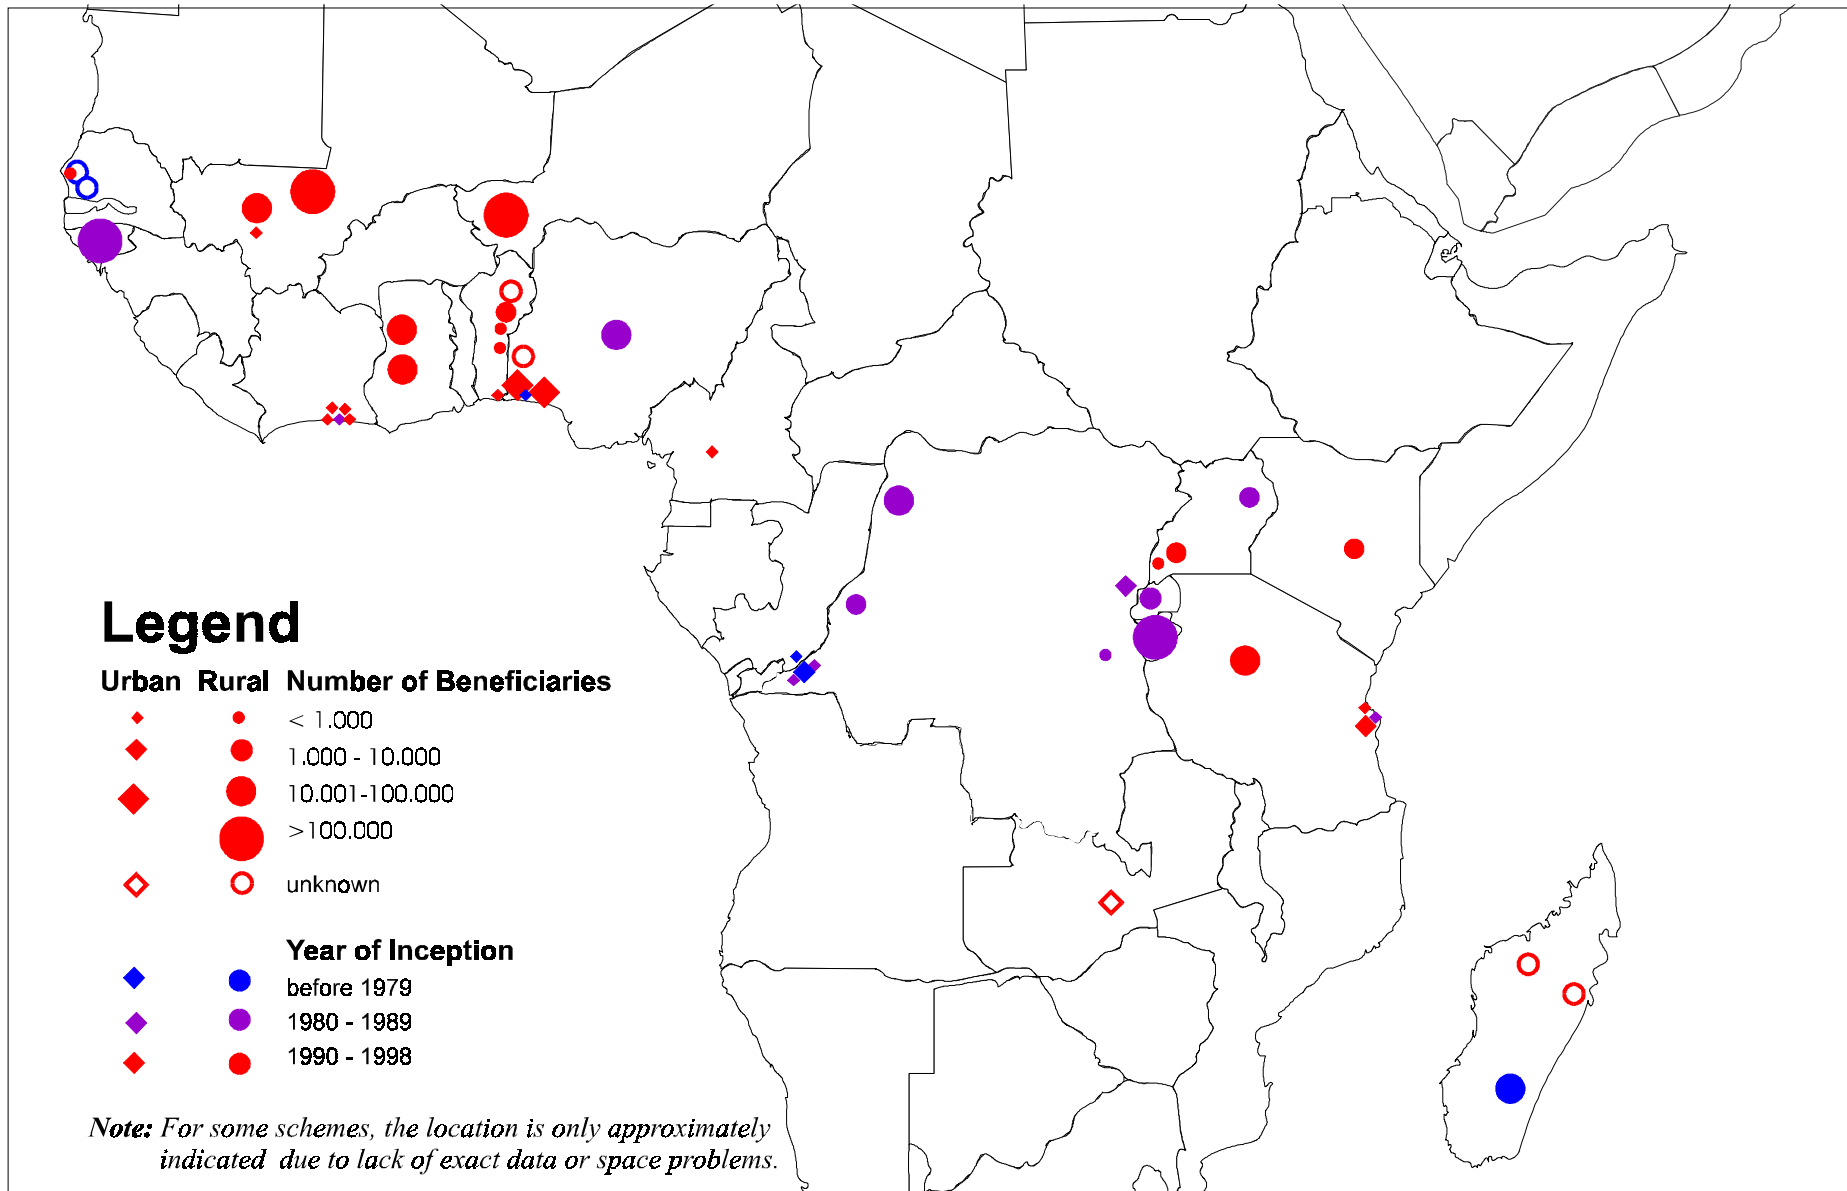 Legend
Urban Rural Number of Beneficiaries
< 1.000
1.000 - 10.000
10.001-100.000
>100.000
unknown
Year of Inception
before 1979
1980 - 1989
1990 - 1998
Note: For some schemes, the location is only approximately
indicated due to lack of exact data or space problems.